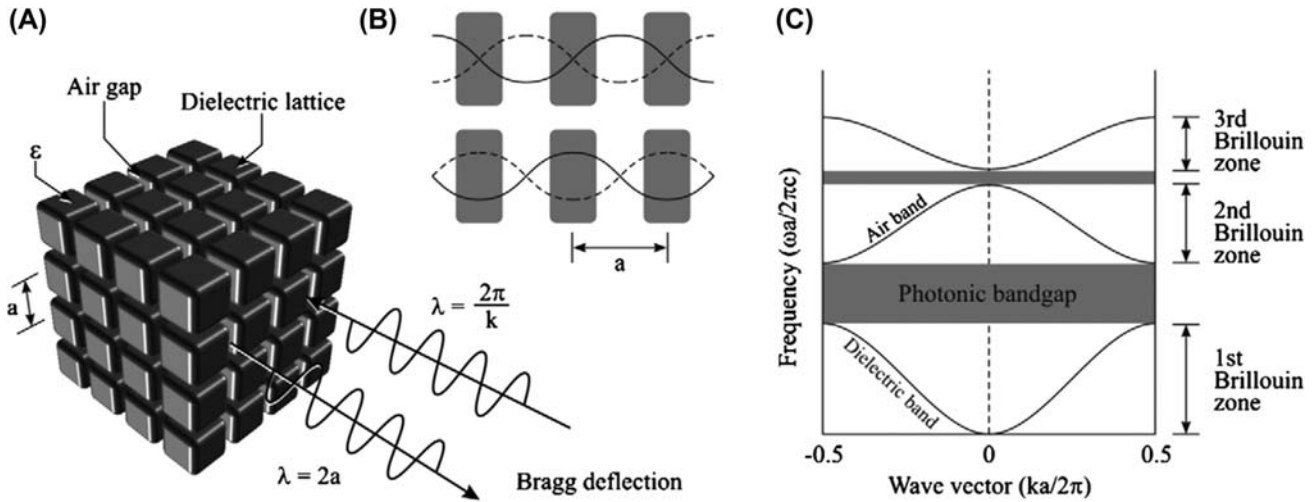 (A)
Air gap
Dielectric lattice
ε
a
λ = 2π
k
λ = 2a
Bragg deflection
(B)
a
(C)
Frequency (ωa/2πc)
Air band
Photonic bandgap
Dielectric band
3rd
Brillouin
zone
2nd
Brillouin
zone
1st
Brillouin
zone
-0.5
0
0.5
Wave vector (ka/2π)